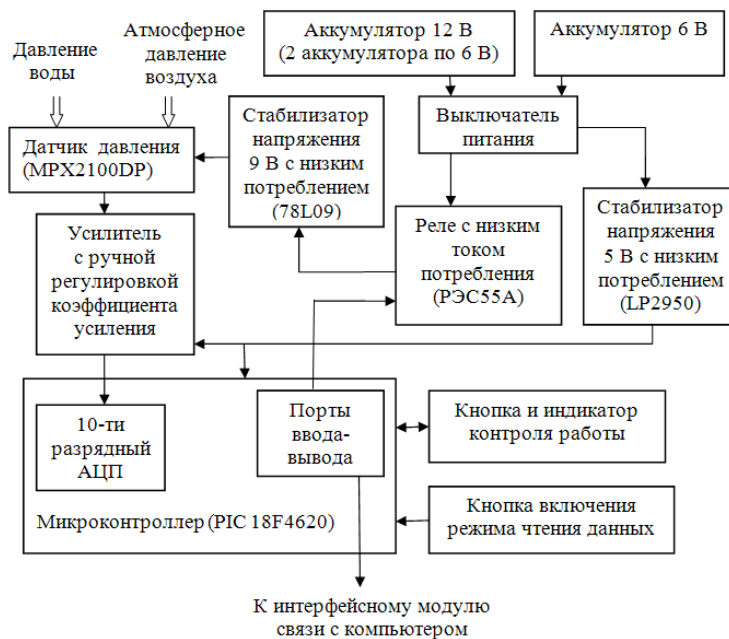 Давление
воды
Атмосферное
давление
воздуха
Аккумулятор 12 В
(2 аккумулятора по 6 В)
Аккумулятор 6 В
Датчик давления
(MPX2100DP)
Стабилизатор
напряжения
9 В с низким
потреблением
(78L09)
Выключатель
питания
Усилитель
с ручной
регулировкой
коэффициента
усиления
Реле с низким
током
потребления
(РЭС55А)
Стабилизатор
напряжения
5 В с низким
потреблением
(LP2950)
10-ти
разрядный
АЦП
Порты
ввода-
вывода
Микроконтроллер (PIC 18F4620)
Кнопка и индикатор
контроля работы
Кнопка включения
режима чтения данных
К интерфейсному модулю
связи с компьютером